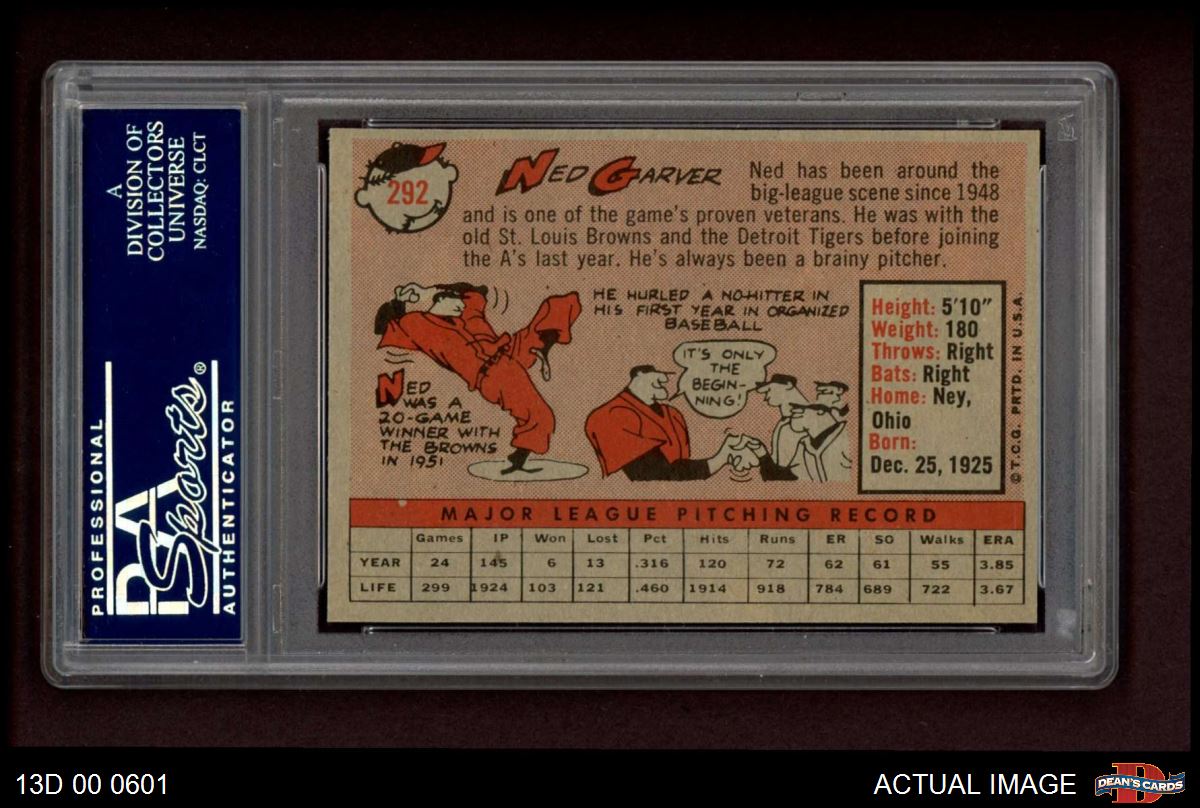 A
DIVISION OF
COLLECTORS
UNIVERSE
NASDAQ: CLCT
PROFESSIONAL
PSA
Sports®
AUTHENTICATOR
292
NED GARVER
Ned has been around the
big-league scene since 1948
and is one of the game's proven veterans. He was with the
old St. Louis Browns and the Detroit Tigers before joining
the A's last year. He's always been a brainy pitcher.
HE HURLED A NO-HITTER IN
HIS FIRST YEAR IN ORGANIZED
BASEBALL
IT'S ONLY
THE
BEGIN-
NING!
NED
WAS A
20-GAME
WINNER WITH
THE BROWNS
IN 1951
Height: 5'10"
Weight: 180
Throws: Right
Bats: Right
Home: Ney,
Ohio
Born:
Dec. 25, 1925
© T.C.G. PRTD. IN U.S.A.
MAJOR LEAGUE PITCHING RECORD
Games IP Won Lost Pct Hits Runs ER SO Walks ERA
YEAR 24 145 6 13 .316 120 72 62 61 55 3.85
LIFE 299 1924 103 121 .460 1914 918 784 689 722 3.67
13D 00 0601
ACTUAL IMAGE
D
DEAN'S CARDS